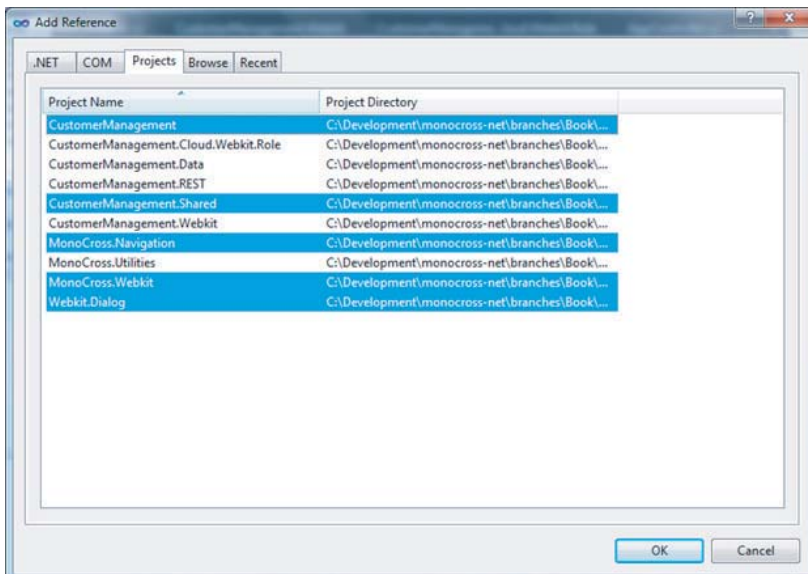 Add Reference
.NET COM Projects Browse Recent
Project Name Project Directory
CustomerManagement C:\Development\monocross-net\branches\Book\...
CustomerManagement.Cloud.Webkit.Role C:\Development\monocross-net\branches\Book\...
CustomerManagement.Data C:\Development\monocross-net\branches\Book\...
CustomerManagement.REST C:\Development\monocross-net\branches\Book\...
CustomerManagement.Shared C:\Development\monocross-net\branches\Book\...
CustomerManagement.Webkit C:\Development\monocross-net\branches\Book\...
MonoCross.Navigation C:\Development\monocross-net\branches\Book\...
MonoCross.Utilities C:\Development\monocross-net\branches\Book\...
MonoCross.Webkit C:\Development\monocross-net\branches\Book\...
Webkit.Dialog C:\Development\monocross-net\branches\Book\...
OK Cancel